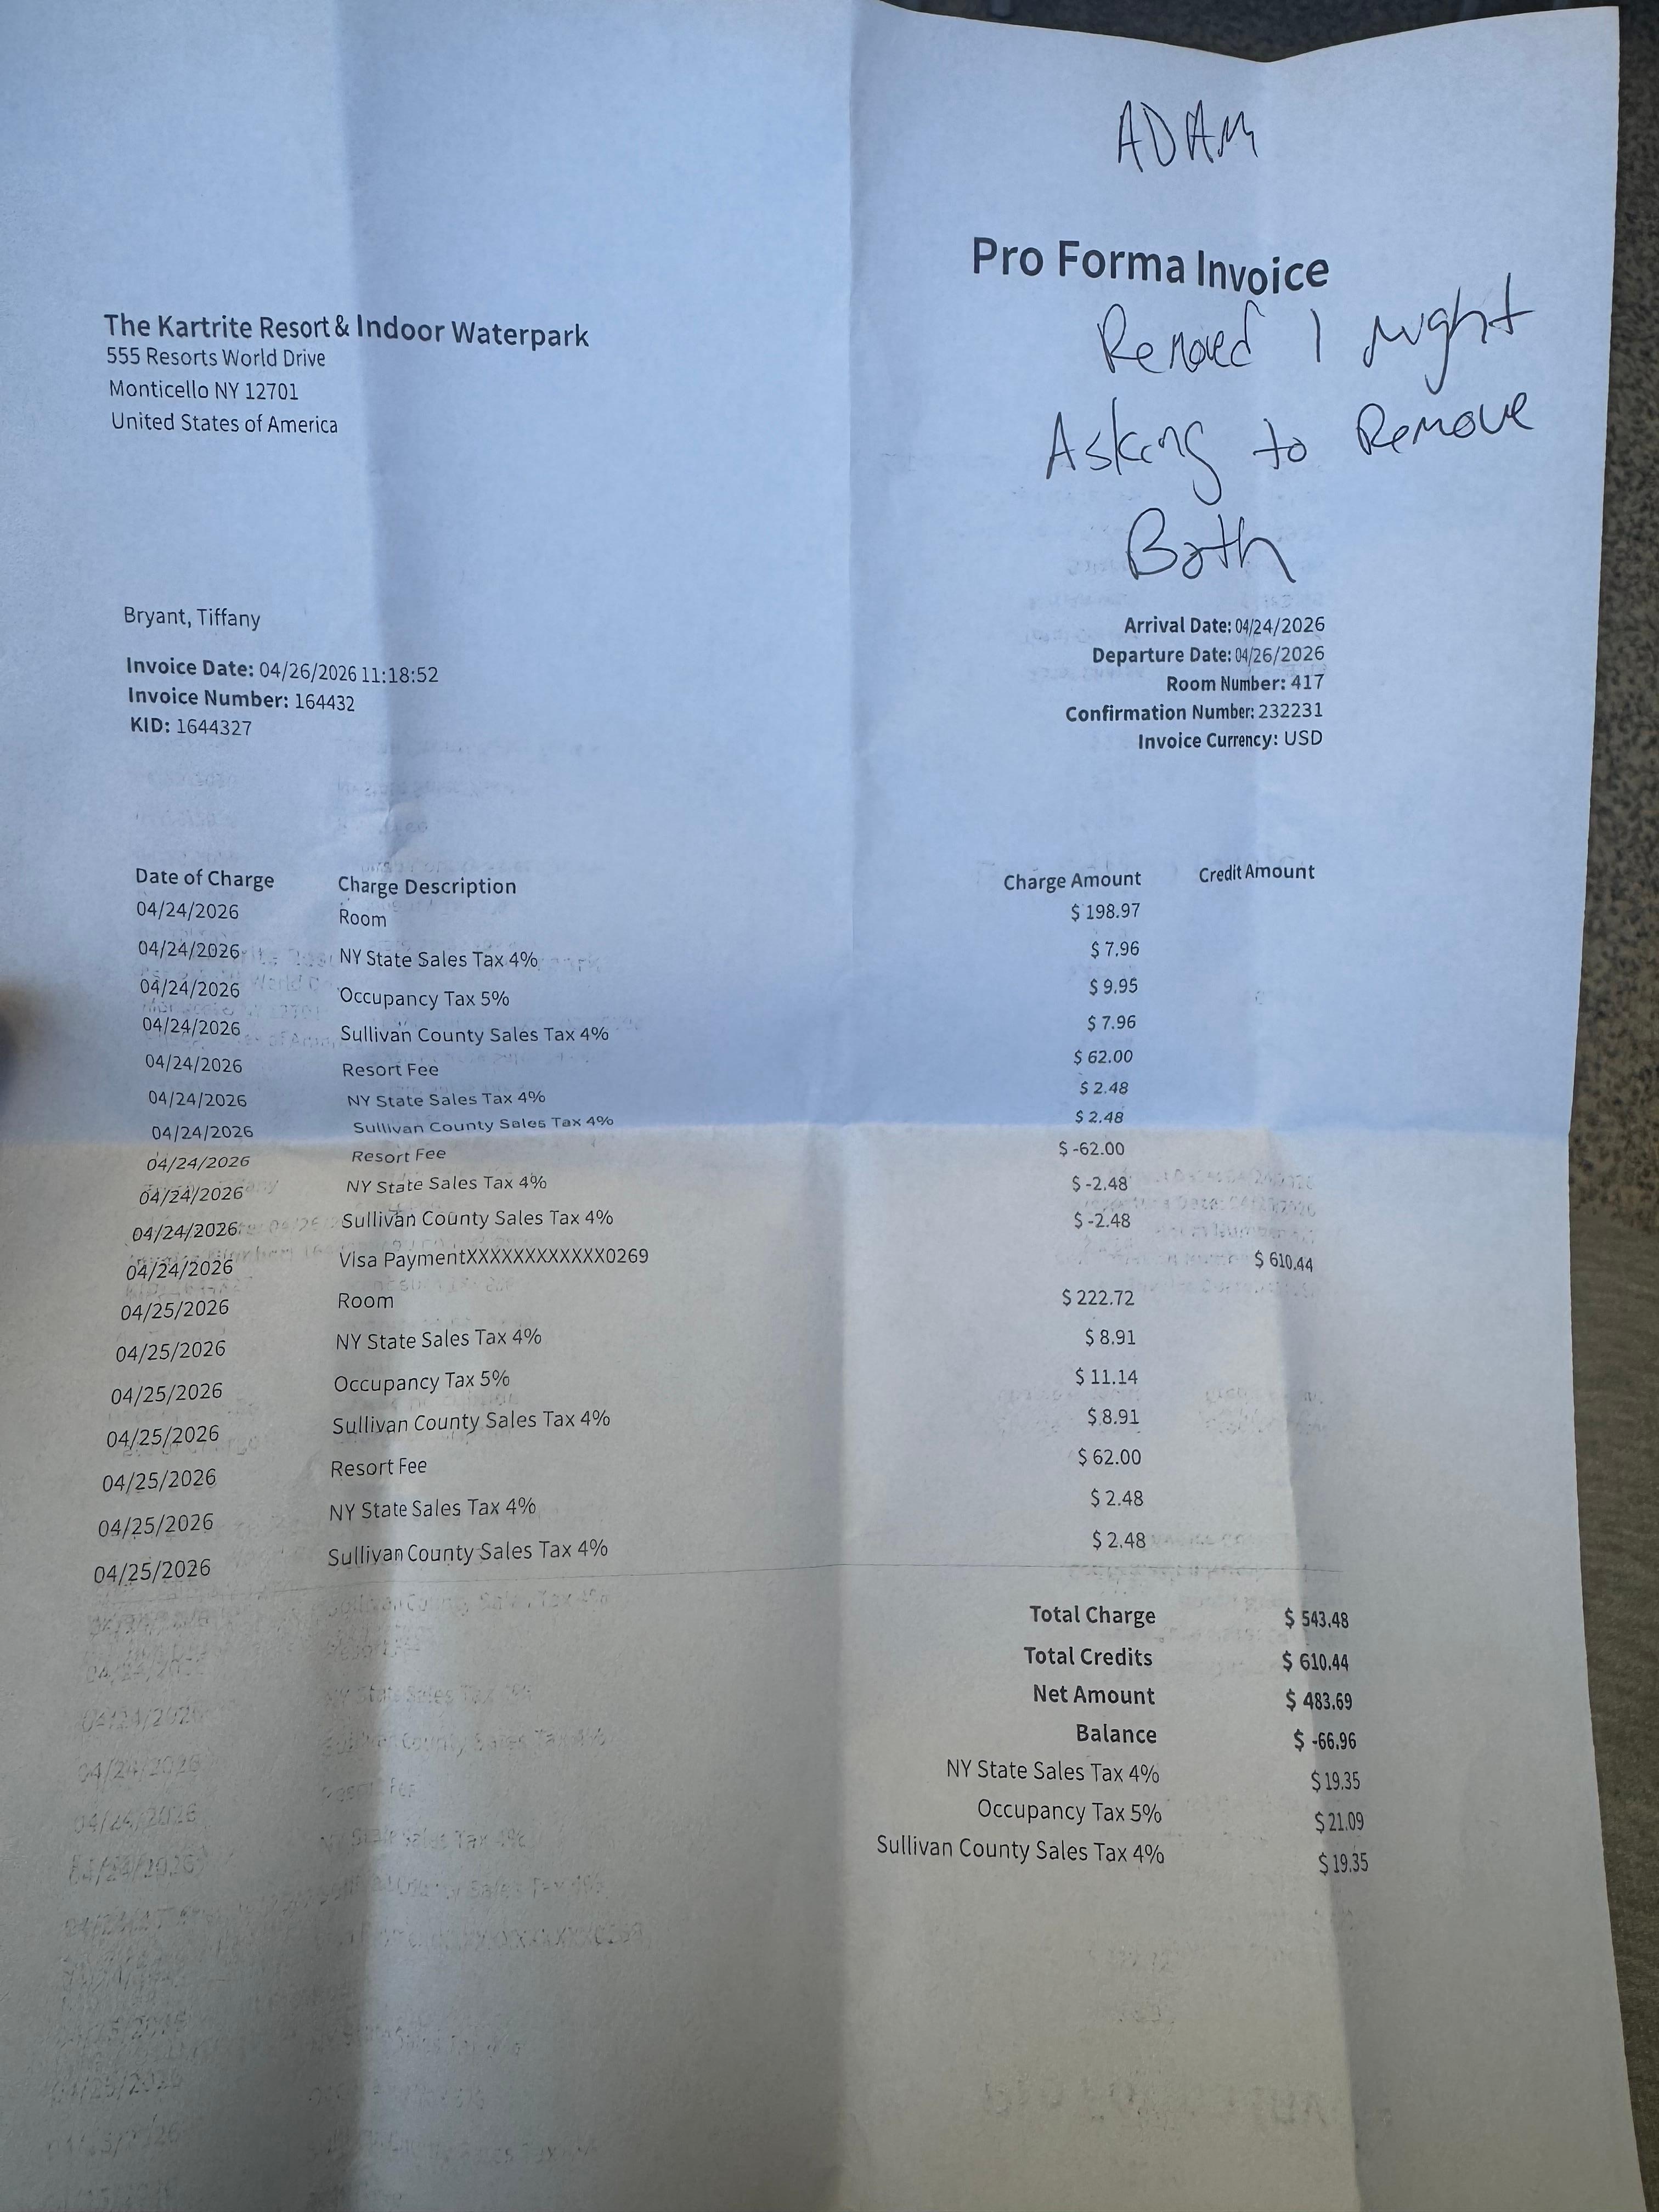 ADAM
Pro Forma Invoice
Removed 1 night
Asking to Remove
Both
The Kartrite Resort & Indoor Waterpark
555 Resorts World Drive
Monticello NY 12701
United States of America
Bryant, Tiffany
Invoice Date: 04/26/2026 11:18:52
Invoice Number: 164432
KID: 1644327
Arrival Date: 04/24/2026
Departure Date: 04/26/2026
Room Number: 417
Confirmation Number: 232231
Invoice Currency: USD
Date of Charge Charge Description Charge Amount Credit Amount
04/24/2026 Room $ 198.97
04/24/2026 NY State Sales Tax 4% $ 7.96
04/24/2026 Occupancy Tax 5% $ 9.95
04/24/2026 Sullivan County Sales Tax 4% $ 7.96
04/24/2026 Resort Fee $ 62.00
04/24/2026 NY State Sales Tax 4% $ 2.48
04/24/2026 Sullivan County Sales Tax 4% $ 2.48
04/24/2026 Resort Fee $ -62.00
04/24/2026 NY State Sales Tax 4% $ -2.48
04/24/2026 Sullivan County Sales Tax 4% $ -2.48
04/24/2026 Visa PaymentXXXXXXXXXXXX0269 $ 610.44
04/25/2026 Room $ 222.72
04/25/2026 NY State Sales Tax 4% $ 8.91
04/25/2026 Occupancy Tax 5% $ 11.14
04/25/2026 Sullivan County Sales Tax 4% $ 8.91
04/25/2026 Resort Fee $ 62.00
04/25/2026 NY State Sales Tax 4% $ 2.48
04/25/2026 Sullivan County Sales Tax 4% $ 2.48
Total Charge $ 543.48
Total Credits $ 610.44
Net Amount $ 483.69
Balance $ -66.96
NY State Sales Tax 4% $ 19.35
Occupancy Tax 5% $ 21.09
Sullivan County Sales Tax 4% $ 19.35